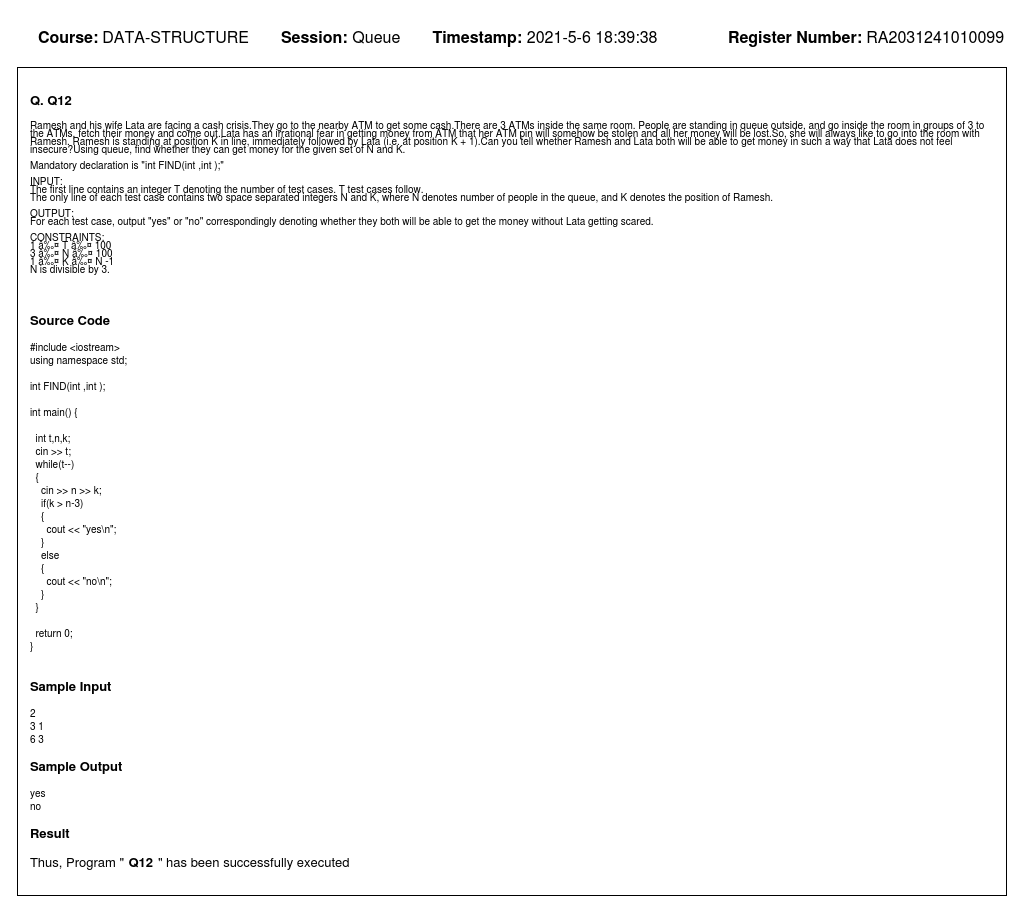 Course: DATA-STRUCTURE Session: Queue Timestamp: 2021-5-6 18:39:38 Register Number: RA2031241010099
Q. Q12
Ramesh and his wife Lata are facing a cash crisis.They go to the nearby ATM to get some cash.There are 3 ATMs inside the same room. People are standing in queue outside, and go inside the room in groups of 3 to
the ATMs, fetch their money and come out.Lata has an irrational fear in getting money from ATM that her ATM pin will somehow be stolen and all her money will be lost.So, she will always like to go into the room with
Ramesh. Ramesh is standing at position K in line, immediately followed by Lata (i.e. at position K + 1).Can you tell whether Ramesh and Lata both will be able to get money in such a way that Lata does not feel
insecure?Using queue, find whether they can get money for the given set of N and K.
Mandatory declaration is "int FIND(int ,int );"
INPUT:
The first line contains an integer T denoting the number of test cases. T test cases follow.
The only line of each test case contains two space separated integers N and K, where N denotes number of people in the queue, and K denotes the position of Ramesh.
OUTPUT:
For each test case, output "yes" or "no" correspondingly denoting whether they both will be able to get the money without Lata getting scared.
CONSTRAINTS:
1 â‰¤ T â‰¤ 100
3 â‰¤ N â‰¤ 100
1 â‰¤ K â‰¤ N -1
N is divisible by 3.
Source Code
#include <iostream>
using namespace std;
int FIND(int ,int );
int main() {
int t,n,k;
cin >> t;
while(t--)
{
cin >> n >> k;
if(k > n-3)
{
cout << "yes\n";
}
else
{
cout << "no\n";
}
}
return 0;
}
Sample Input
2
3 1
6 3
Sample Output
yes
no
Result
Thus, Program " Q12 " has been successfully executed